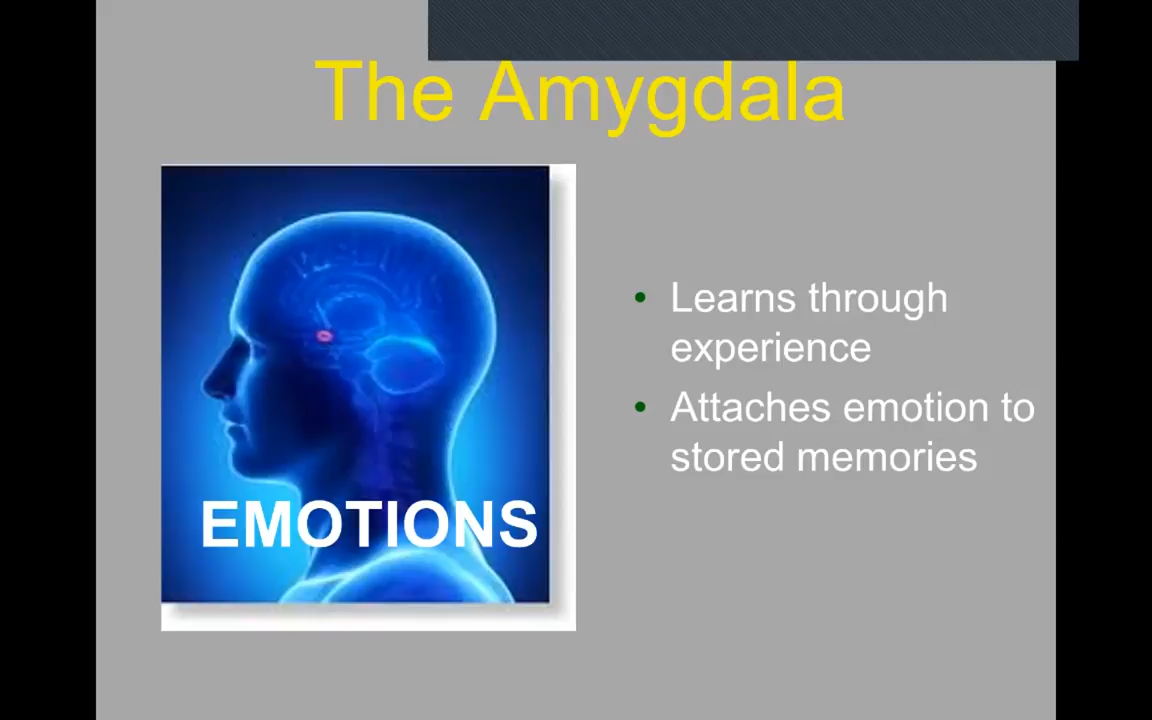 The Amygdala
EMOTIONS
• Learns through
experience
• Attaches emotion to
stored memories